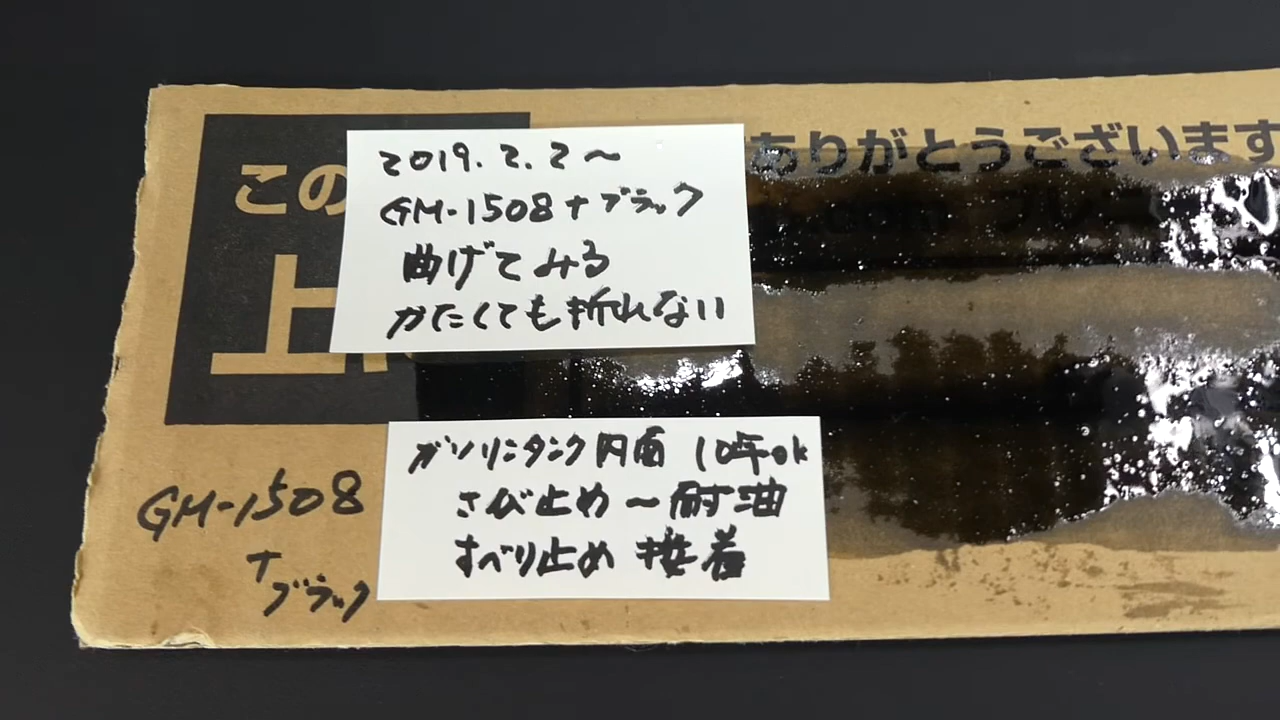 この
上
ありがとうございます
2019.2.2～
GM-1508+ブラック
曲げてみる
かたくても折れない
ガソリンタンク内面 10年ok
さび止め～耐油
すべり止め 接着
GM-1508
+
ブラック